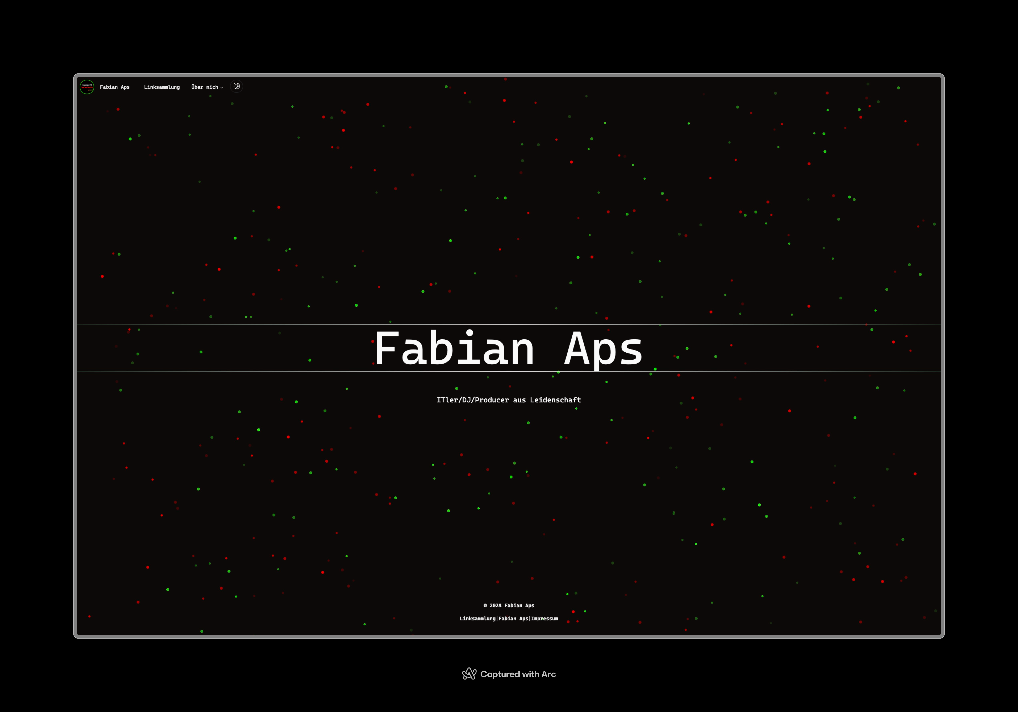 Fabian Aps Linksammlung Über mich
Fabian Aps
ITler/DJ/Producer aus Leidenschaft
© 2024 Fabian Aps
Linksammlung|Fabian Aps|Impressum
Captured with Arc